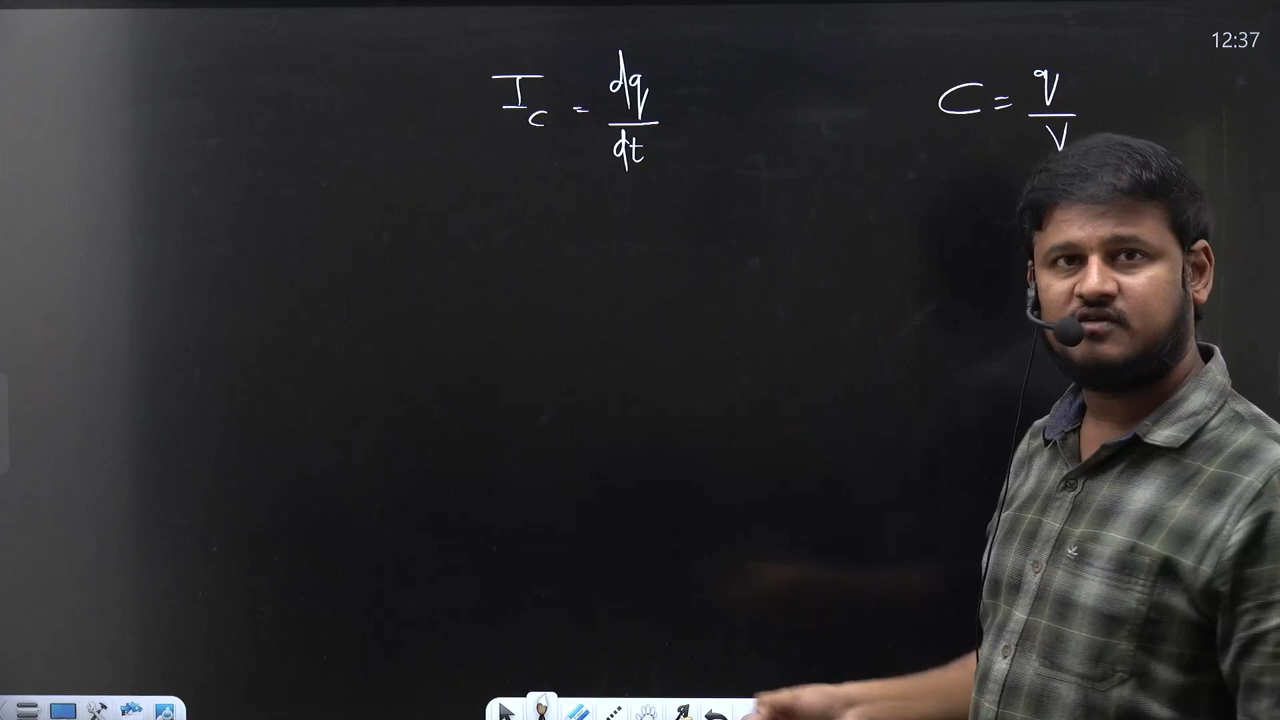 12:37
I_C = dq/dt
C = q/V